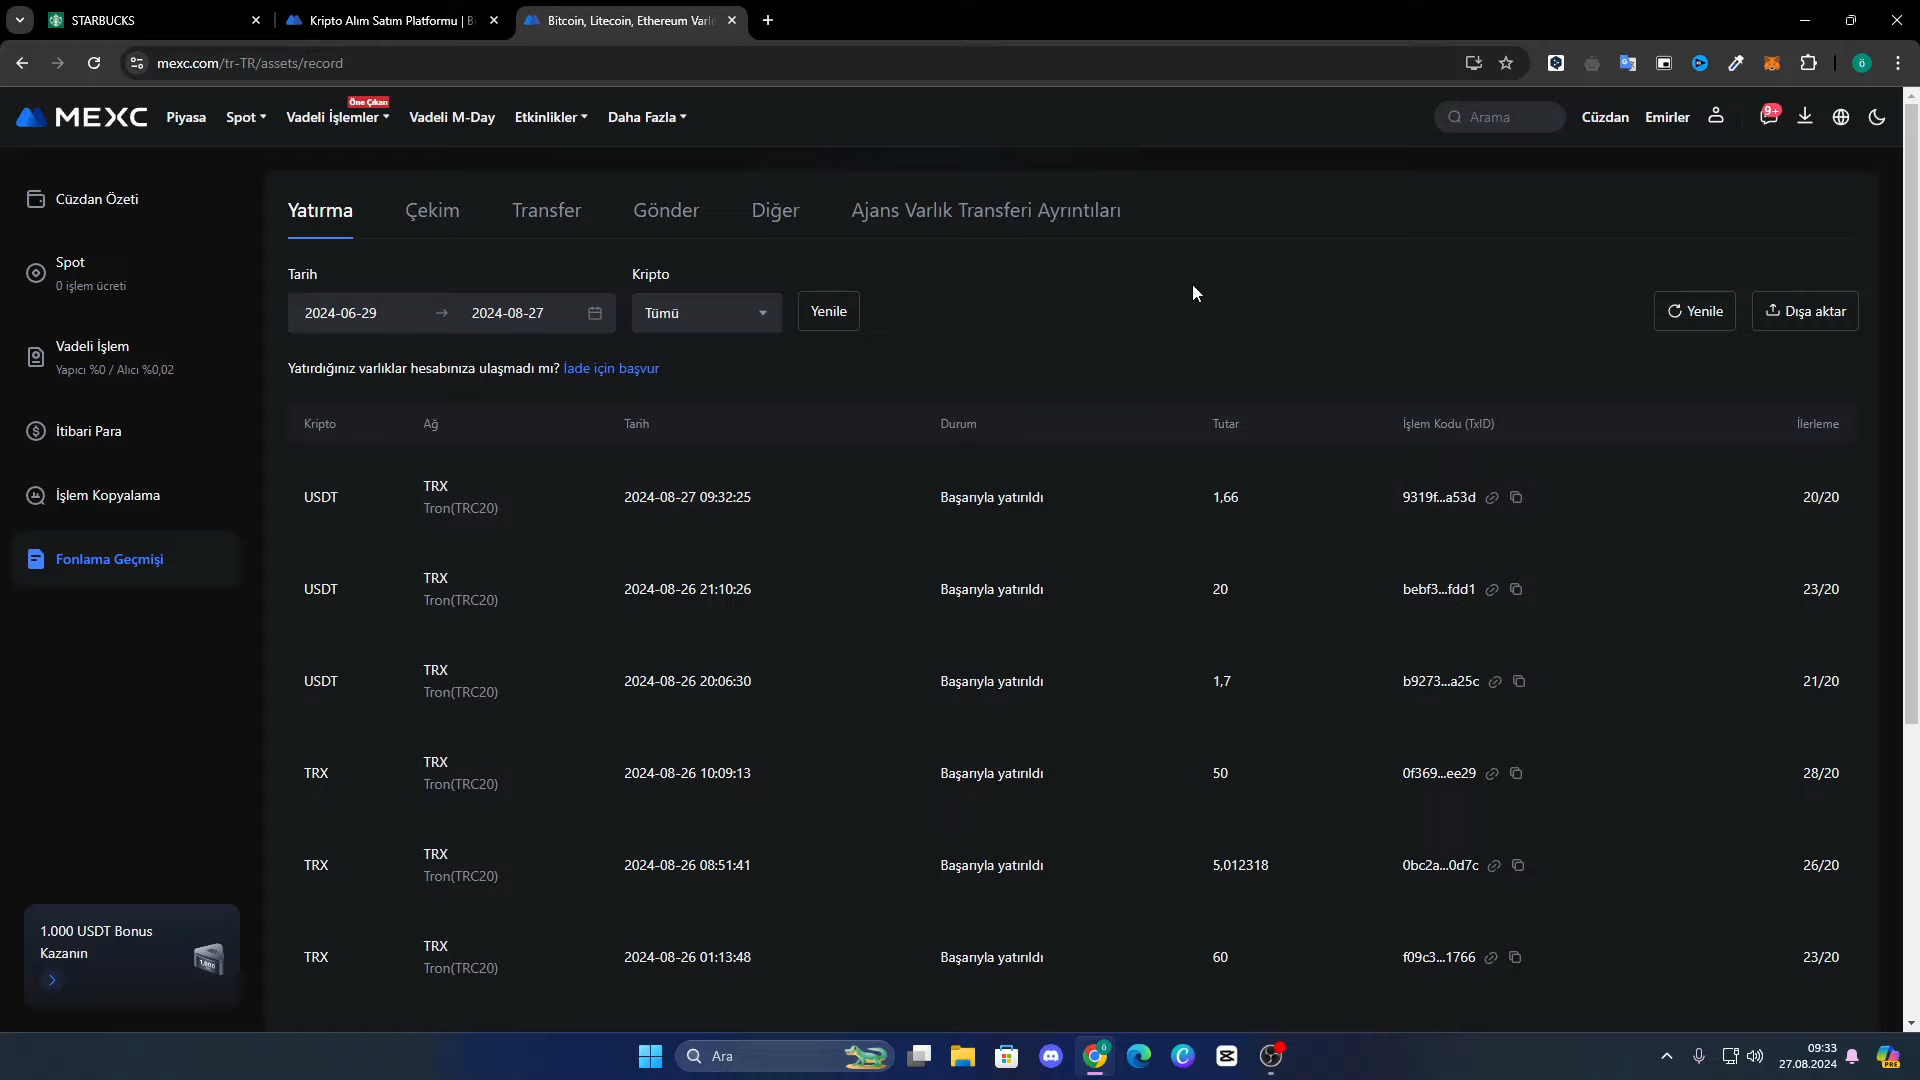 STARBUCKS
Kripto Alım Satım Platformu | B
Bitcoin, Litecoin, Ethereum Varlı
mexc.com/tr-TR/assets/record
ö
MEXC
Piyasa
Spot
Vadeli İşlemler
Öne Çıkan
Vadeli M-Day
Etkinlikler
Daha Fazla
Arama
Cüzdan
Emirler
9+
Cüzdan Özeti
Spot
0 işlem ücreti
Vadeli İşlem
Yapıcı %0 / Alıcı %0,02
İtibari Para
İşlem Kopyalama
Fonlama Geçmişi
1.000 USDT Bonus
Kazanın
1.000
Yatırma
Çekim
Transfer
Gönder
Diğer
Ajans Varlık Transferi Ayrıntıları
Tarih
Kripto
2024-06-29
2024-08-27
Tümü
Yenile
Yenile
Dışa aktar
Yatırdığınız varlıklar hesabınıza ulaşmadı mı? İade için başvur
Kripto Ağ Tarih Durum Tutar İşlem Kodu (TxID) İlerleme
USDT TRX 2024-08-27 09:32:25 Başarıyla yatırıldı 1,66 9319f...a53d 20/20
Tron(TRC20)
USDT TRX 2024-08-26 21:10:26 Başarıyla yatırıldı 20 bebf3...fdd1 23/20
Tron(TRC20)
USDT TRX 2024-08-26 20:06:30 Başarıyla yatırıldı 1,7 b9273...a25c 21/20
Tron(TRC20)
TRX TRX 2024-08-26 10:09:13 Başarıyla yatırıldı 50 0f369...ee29 28/20
Tron(TRC20)
TRX TRX 2024-08-26 08:51:41 Başarıyla yatırıldı 5,012318 0bc2a...0d7c 26/20
Tron(TRC20)
TRX TRX 2024-08-26 01:13:48 Başarıyla yatırıldı 60 f09c3...1766 23/20
Tron(TRC20)
Ara
09:33
27.08.2024
PRE